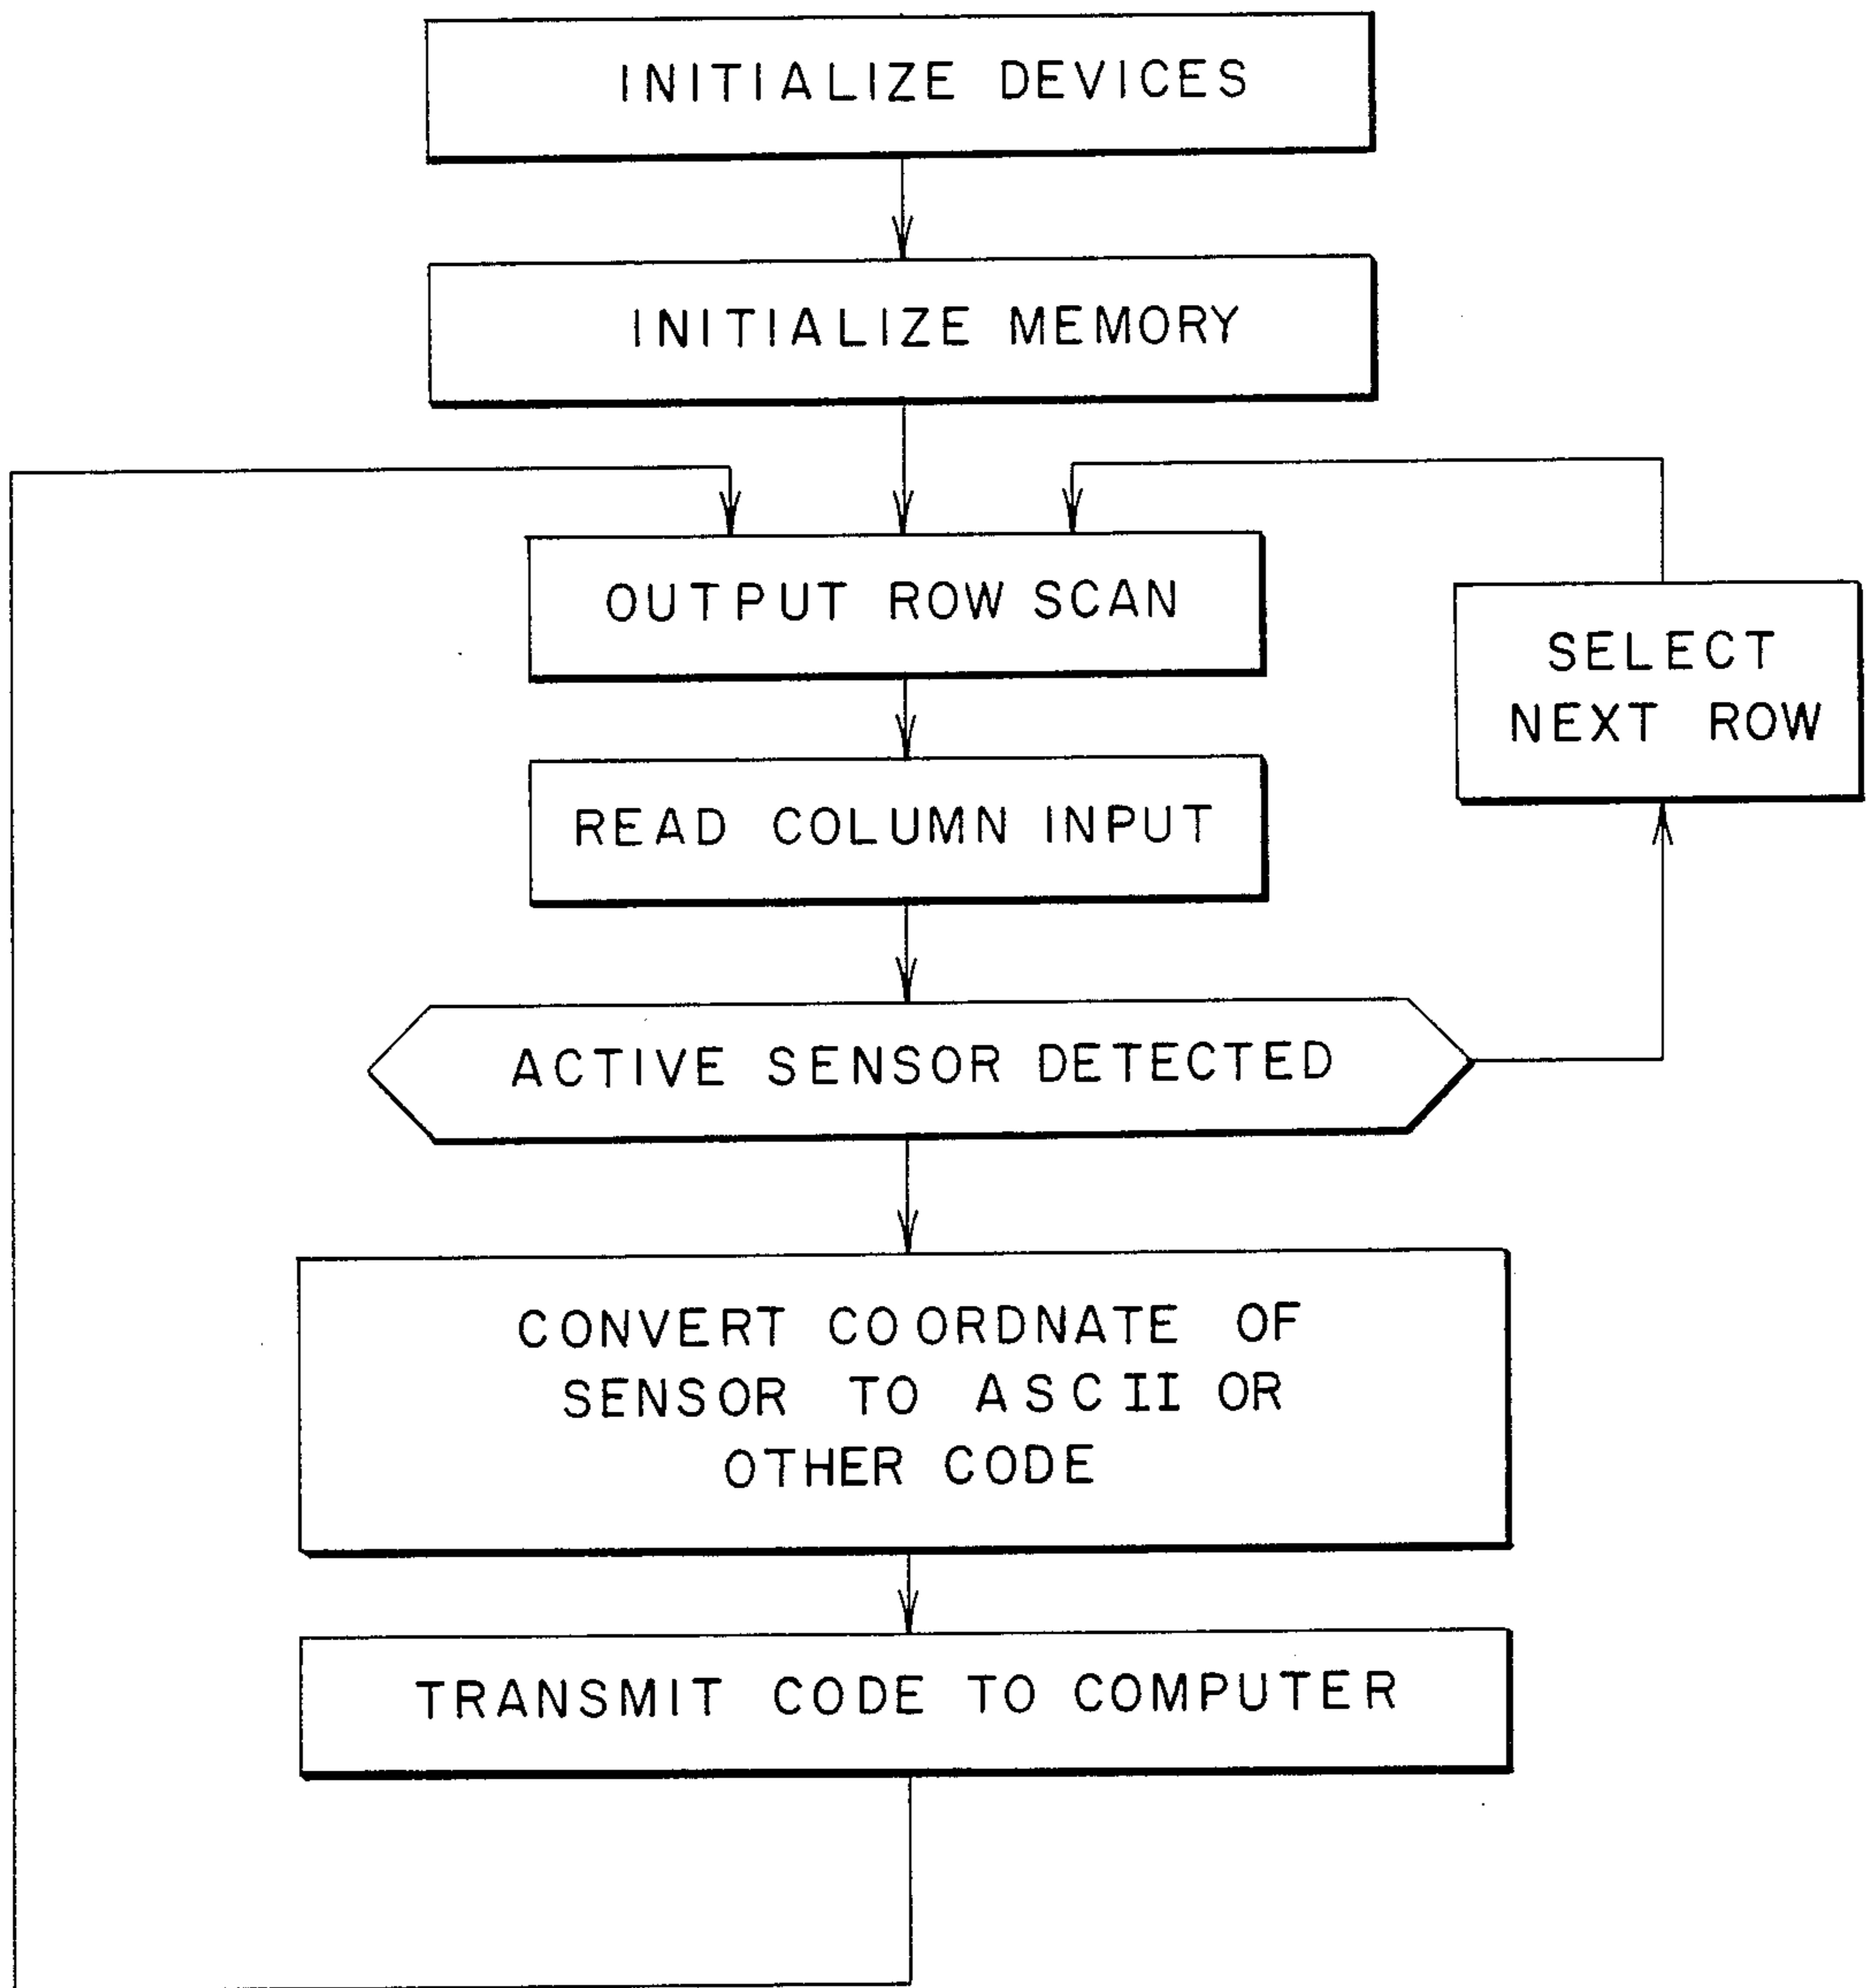 INITIALIZE DEVICES
INITIALIZE MEMORY
OUTPUT ROW SCAN
SELECT
NEXT ROW
READ COLUMN INPUT
ACTIVE SENSOR DETECTED
CONVERT COORDNATE OF
SENSOR TO ASCII OR
OTHER CODE
TRANSMIT CODE TO COMPUTER